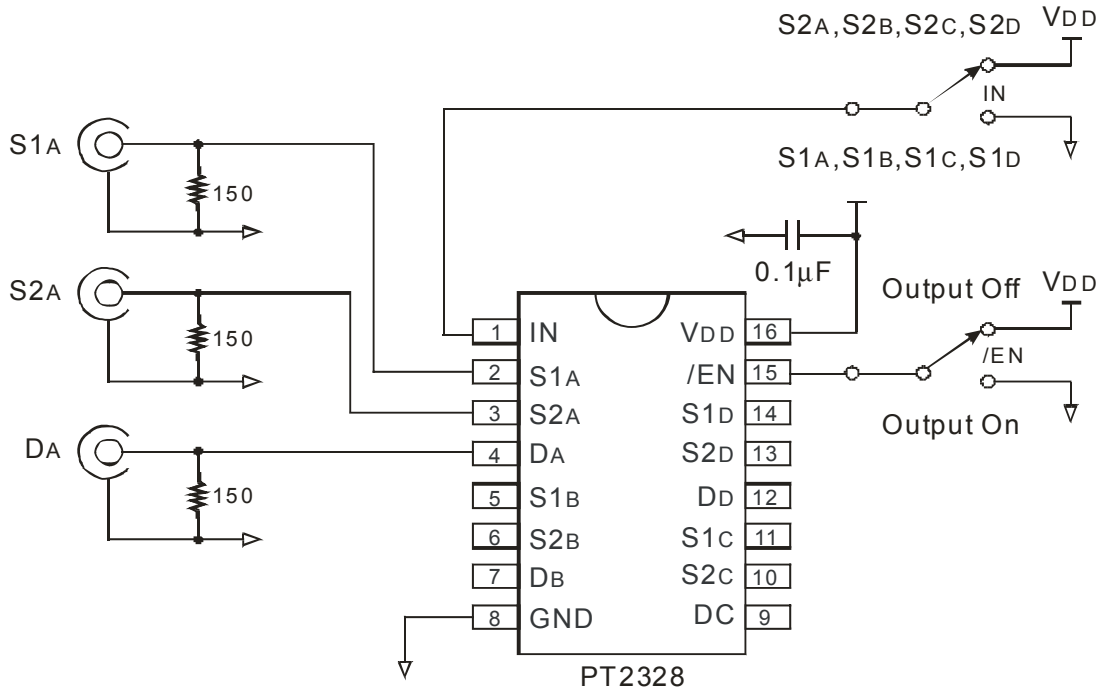 S2A,S2B,S2C,S2D
VDD
IN
S1A,S1B,S1C,S1D
S1A
150
S2A
150
DA
150
0.1µF
Output Off
VDD
/EN
Output On
1 IN
2 S1A
3 S2A
4 DA
5 S1B
6 S2B
7 DB
8 GND
VDD 16
/EN 15
S1D 14
S2D 13
DD 12
S1C 11
S2C 10
DC 9
PT2328